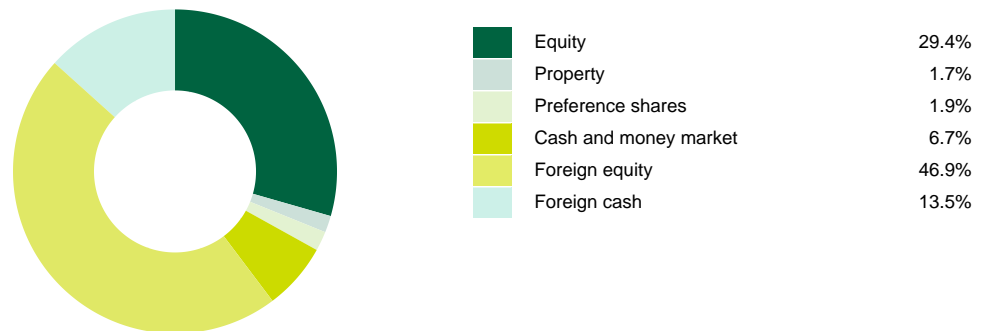 Equity 29.4%
Property 1.7%
Preference shares 1.9%
Cash and money market 6.7%
Foreign equity 46.9%
Foreign cash 13.5%